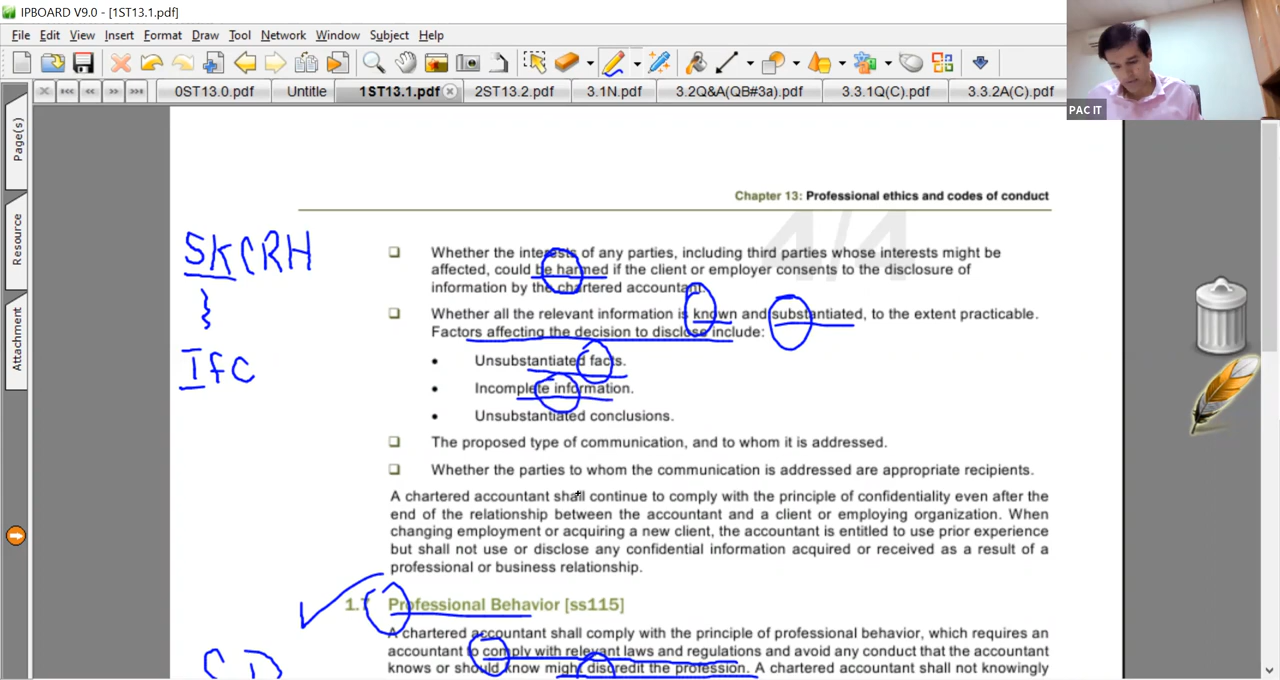 IPBOARD V9.0 - [1ST13.1.pdf]
File Edit View Insert Format Draw Tool Network Window Subject Help
0ST13.0.pdf Untitle 1ST13.1.pdf 2ST13.2.pdf 3.1N.pdf 3.2Q&A(QB#3a).pdf 3.3.1Q(C).pdf 3.3.2A(C).pdf
PAC IT
Page(s)
Resource
Attachment
Chapter 13: Professional ethics and codes of conduct
SKCRH
IfC
Whether the interests of any parties, including third parties whose interests might be
affected, could be harmed if the client or employer consents to the disclosure of
information by the chartered accountant.
Whether all the relevant information is known and substantiated, to the extent practicable.
Factors affecting the decision to disclose include:
• Unsubstantiated facts.
• Incomplete information.
• Unsubstantiated conclusions.
The proposed type of communication, and to whom it is addressed.
Whether the parties to whom the communication is addressed are appropriate recipients.
A chartered accountant shall continue to comply with the principle of confidentiality even after the
end of the relationship between the accountant and a client or employing organization. When
changing employment or acquiring a new client, the accountant is entitled to use prior experience
but shall not use or disclose any confidential information acquired or received as a result of a
professional or business relationship.
1.7 Professional Behavior [ss115]
A chartered accountant shall comply with the principle of professional behavior, which requires an
accountant to comply with relevant laws and regulations and avoid any conduct that the accountant
knows or should know might discredit the profession. A chartered accountant shall not knowingly
CD